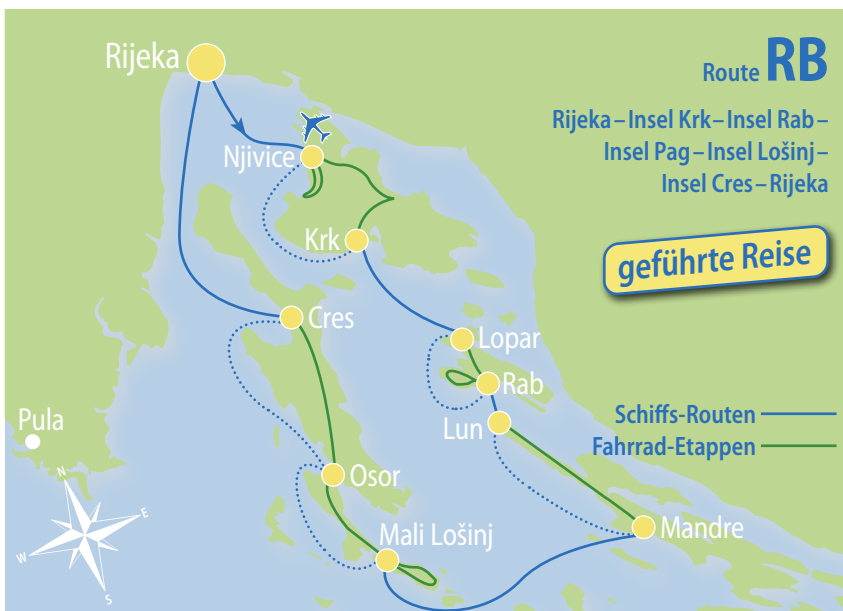 Rijeka
Route RB
Rijeka – Insel Krk – Insel Rab –
Insel Pag – Insel Lošinj –
Insel Cres – Rijeka
Njivice
geführte Reise
Krk
Cres
Lopar
Rab
Pula
Lun
Schiffs-Routen
Fahrrad-Etappen
Osor
Mandre
Mali Lošinj
N
E
W
S